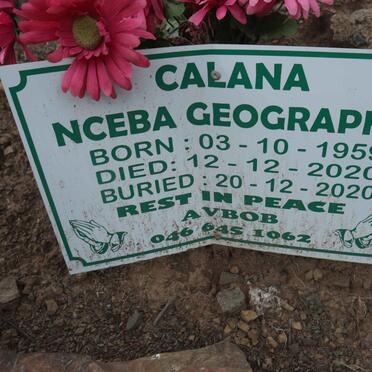 CALANA
NCEBA GEOGRAPH
BORN : 03 - 10 - 1959
DIED: 12 - 12 - 2020
BURIED : 20 - 12 - 2020
REST IN PEACE
AVBOB
046 645 1062